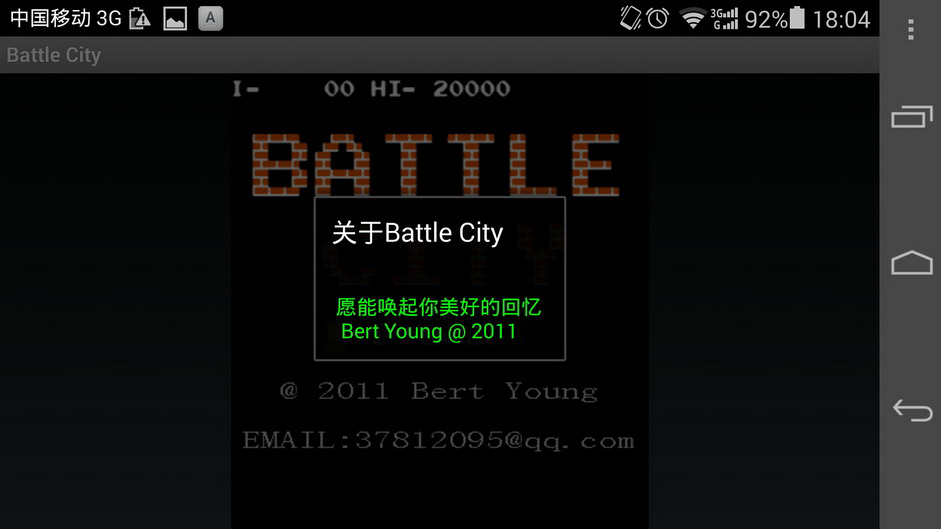 中国移动 3G A 3G G 92% 18:04
Battle City
I- 00 HI- 20000
BATTLE
CITY
关于Battle City
愿能唤起你美好的回忆
Bert Young @ 2011
@ 2011 Bert Young
EMAIL:37812095@qq.com